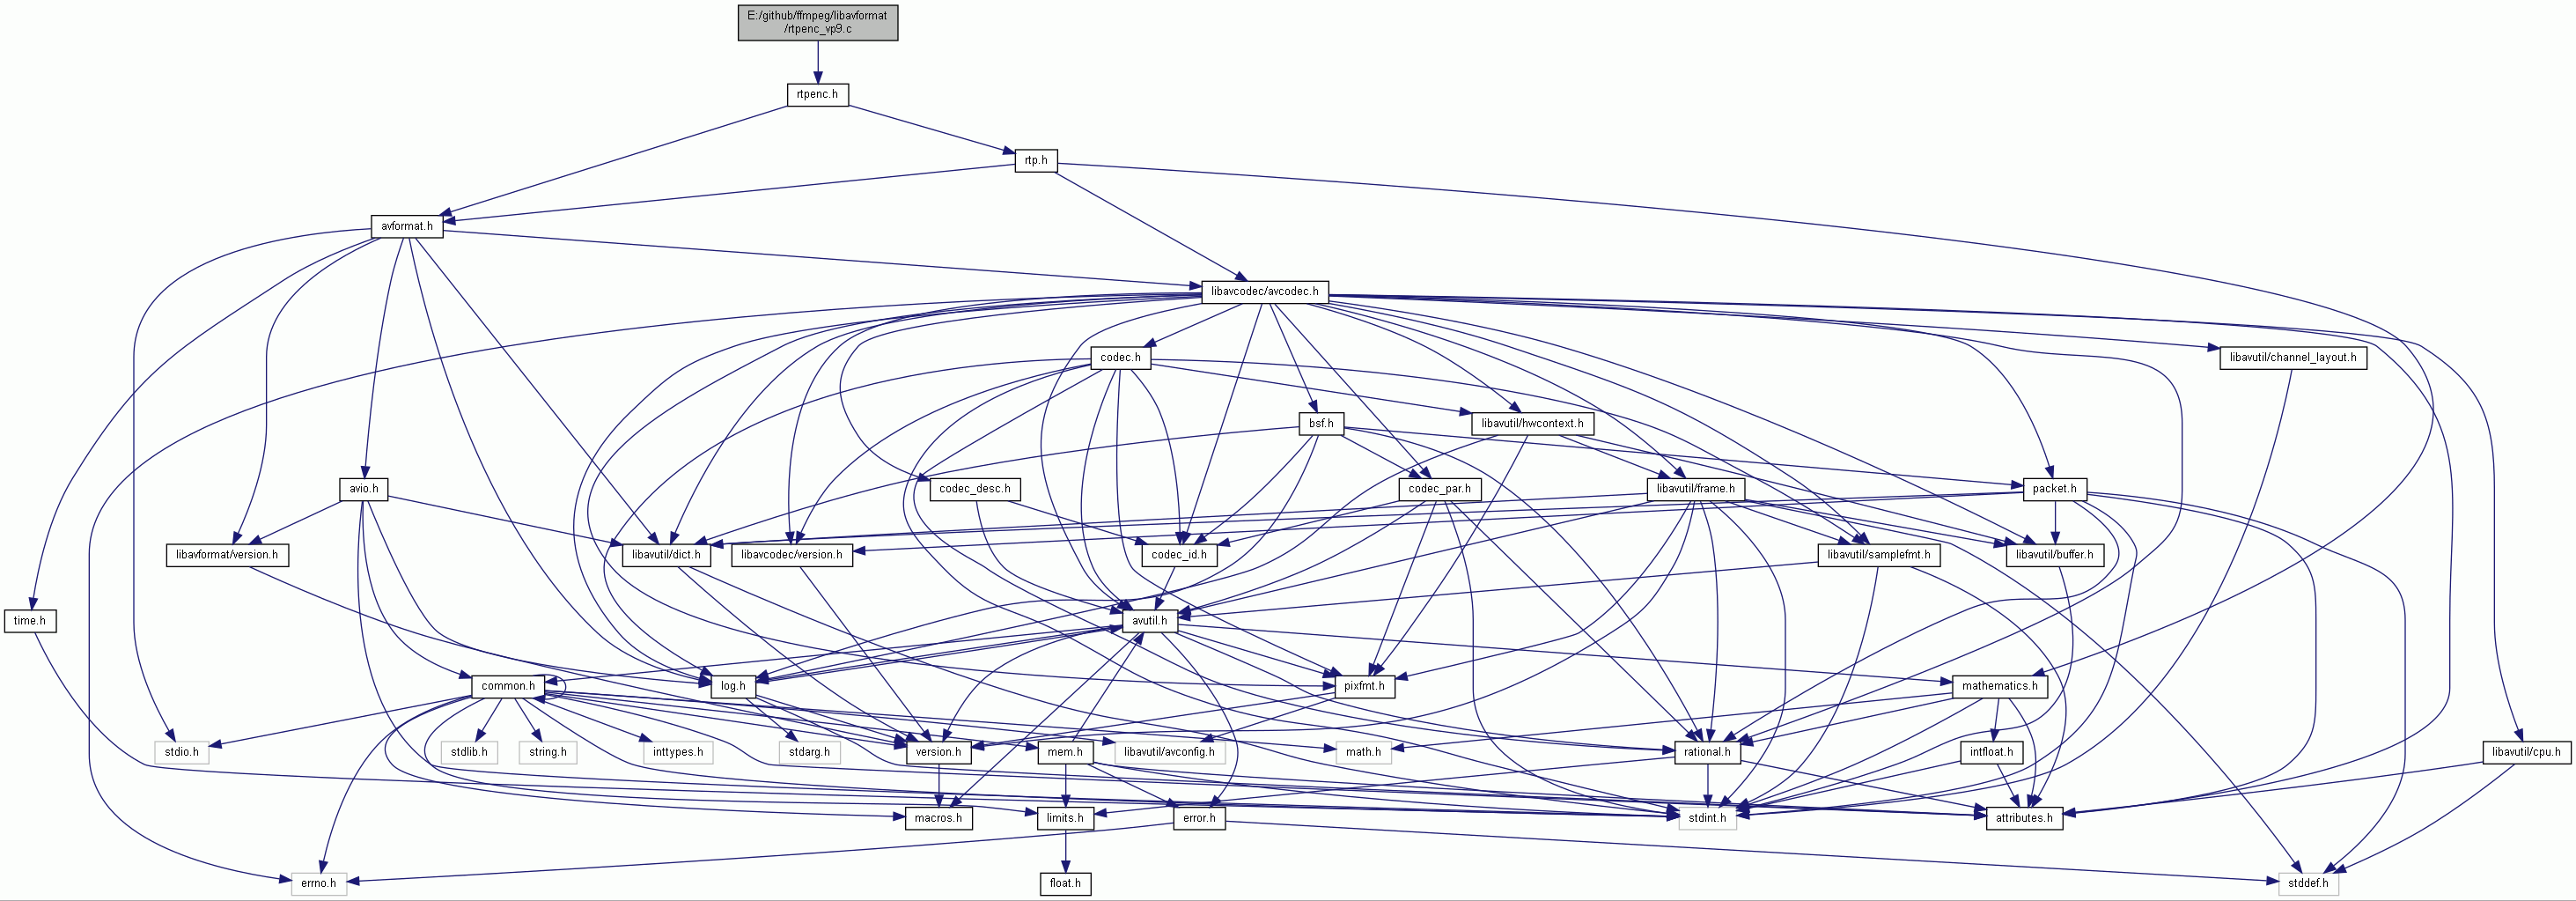 E:/github/ffmpeg/libavformat
/rtpenc_vp9.c
rtpenc.h
rtp.h
avformat.h
libavcodec/avcodec.h
codec.h
libavutil/channel_layout.h
bsf.h
libavutil/hwcontext.h
avio.h
codec_desc.h
codec_par.h
libavutil/frame.h
packet.h
libavformat/version.h
libavutil/dict.h
libavcodec/version.h
codec_id.h
libavutil/samplefmt.h
libavutil/buffer.h
time.h
avutil.h
common.h
log.h
pixfmt.h
mathematics.h
stdio.h
stdlib.h
string.h
inttypes.h
stdarg.h
version.h
mem.h
libavutil/avconfig.h
math.h
rational.h
intfloat.h
libavutil/cpu.h
macros.h
limits.h
error.h
stdint.h
attributes.h
errno.h
float.h
stddef.h